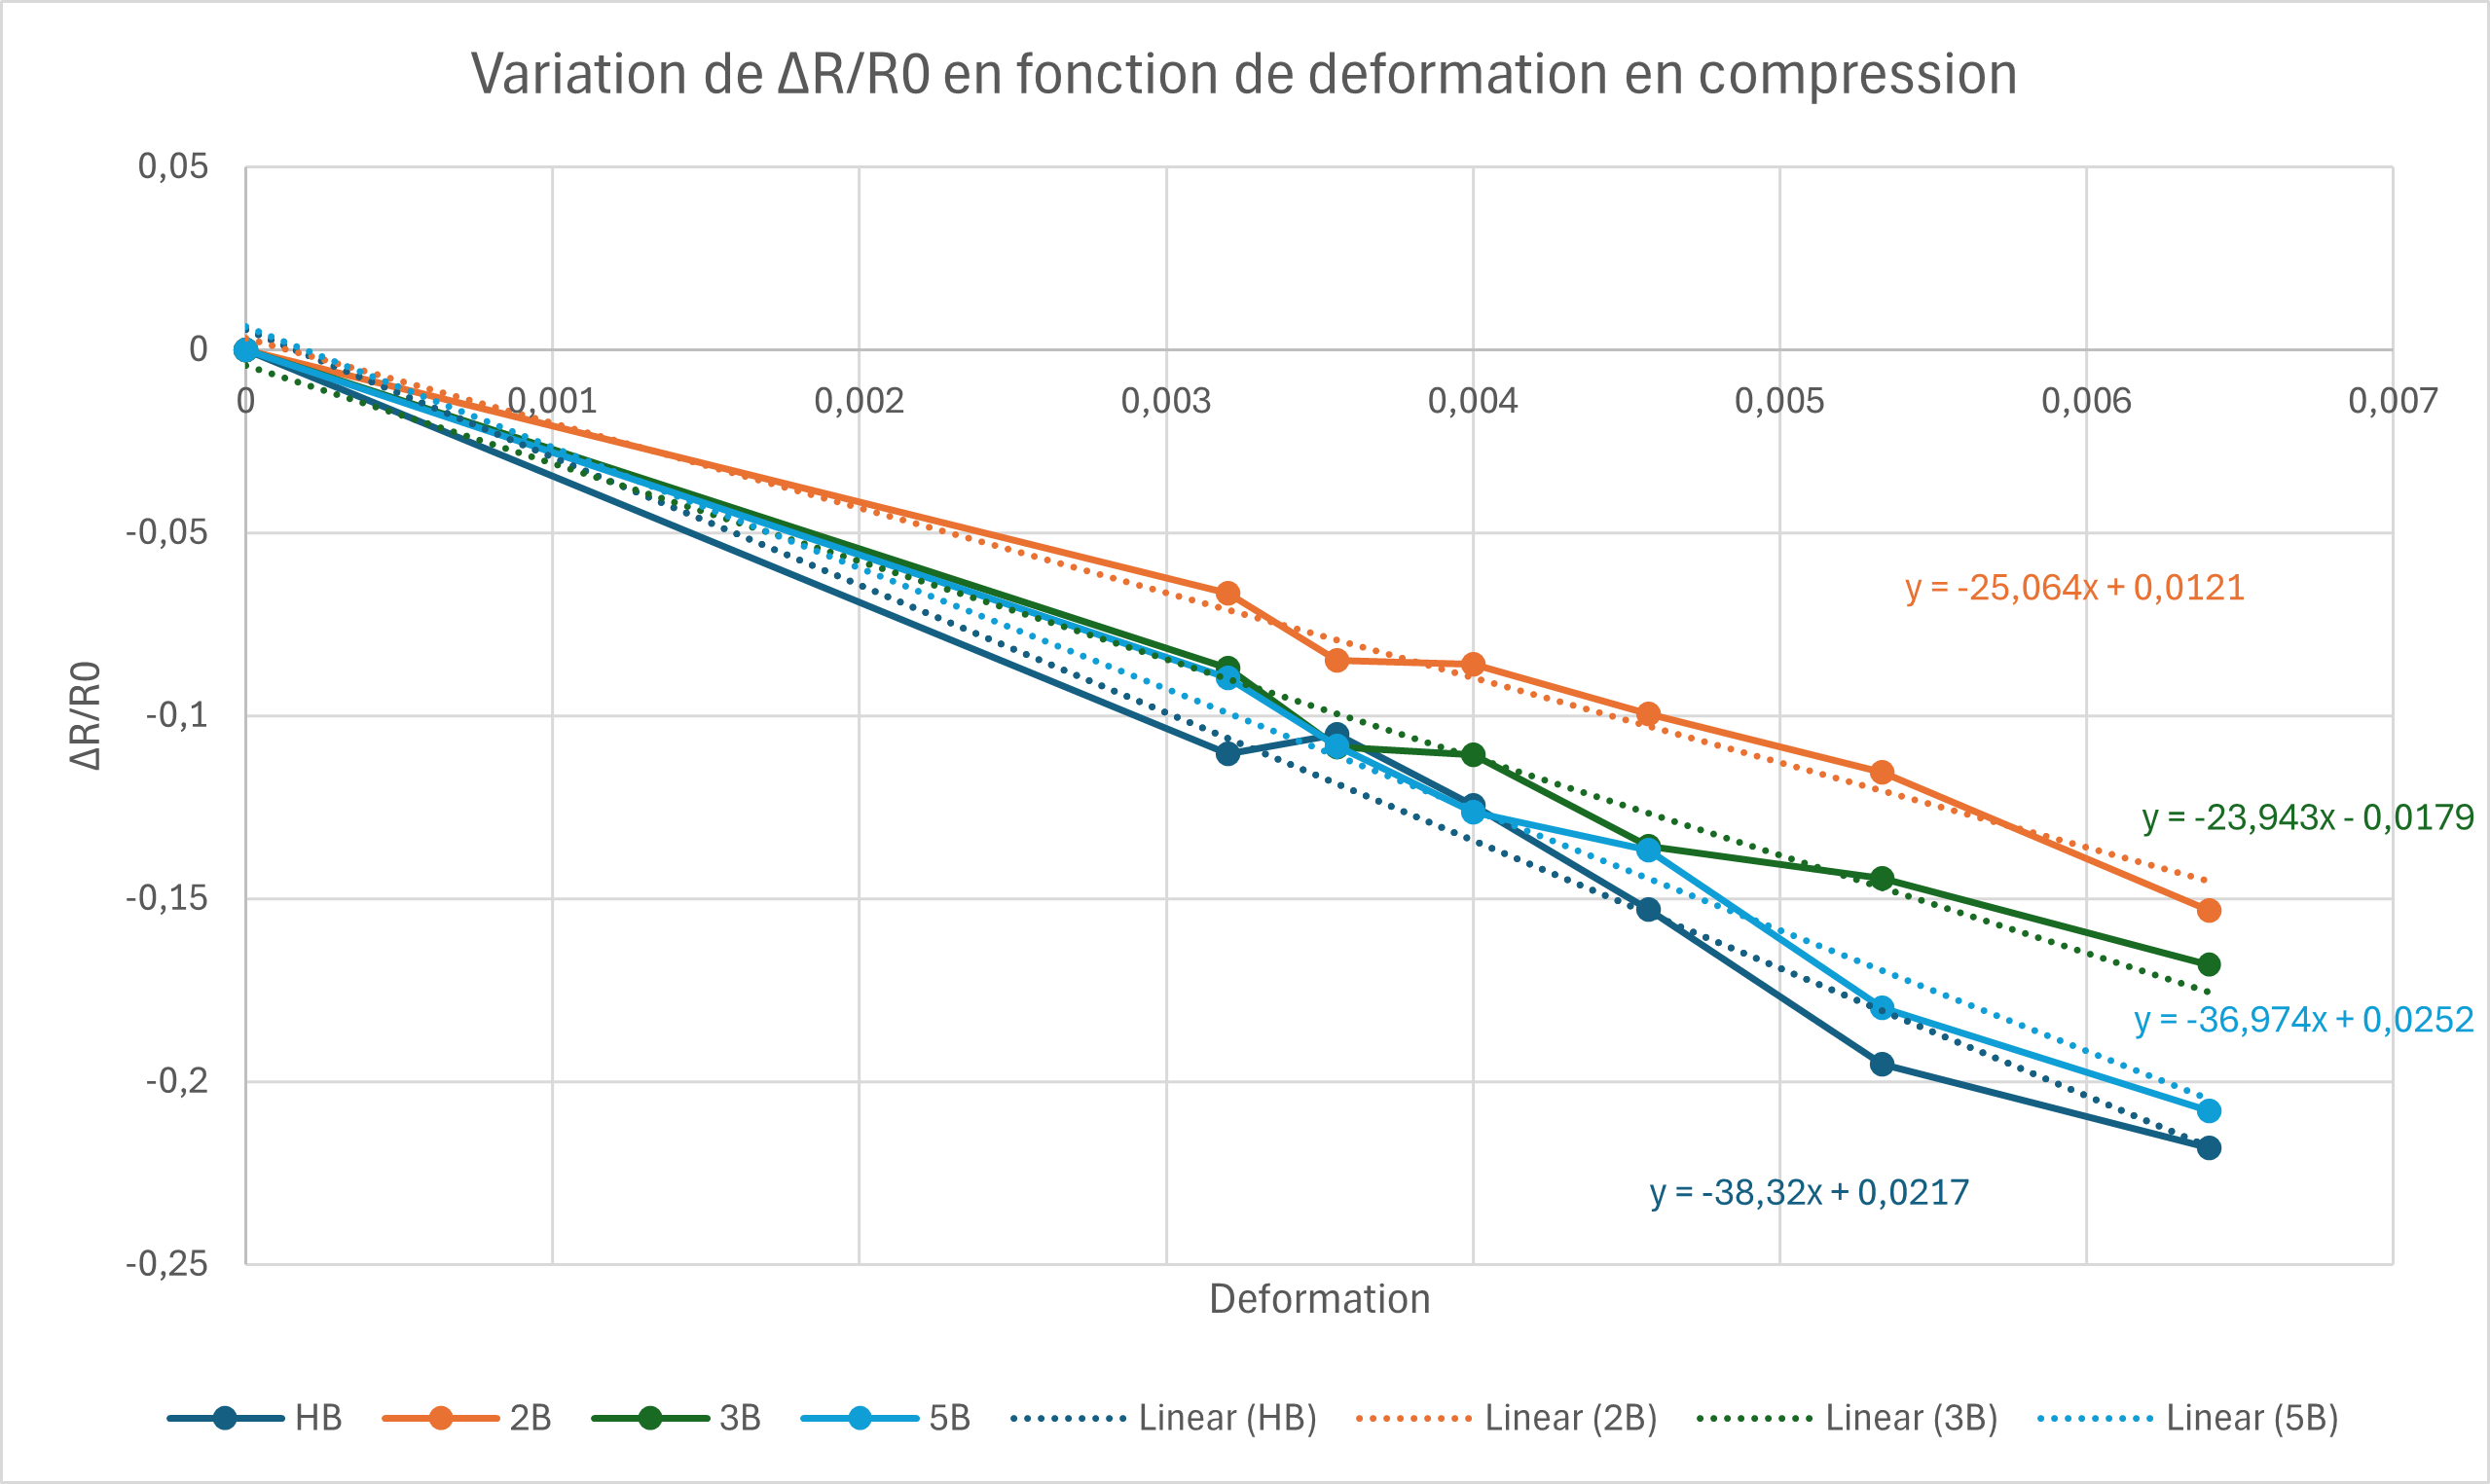 Variation de ΔR/R0 en fonction de deformation en compression
0,05
0
0 0,001 0,002 0,003 0,004 0,005 0,006 0,007
-0,05
y = -25,064x + 0,0121
ΔR/R0
-0,1
y = -23,943x - 0,0179
-0,15
y = -36,974x + 0,0252
-0,2
y = -38,32x + 0,0217
-0,25
Deformation
HB 2B 3B 5B Linear (HB) Linear (2B) Linear (3B) Linear (5B)